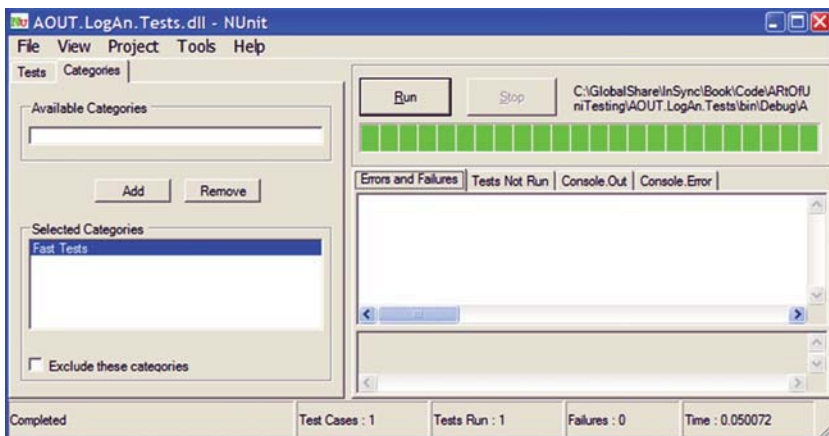 AOUT.LogAn.Tests.dll - NUnit
File View Project Tools Help
Tests Categories
Available Categories
Add Remove
Selected Categories
Fast Tests
Exclude these categories
Run Stop
C:\GlobalShare\InSync\Book\Code\ARtOfU
niTesting\AOUT.LogAn.Tests\bin\Debug\A
Errors and Failures Tests Not Run Console.Out Console.Error
Completed Test Cases : 1 Tests Run : 1 Failures : 0 Time : 0.050072